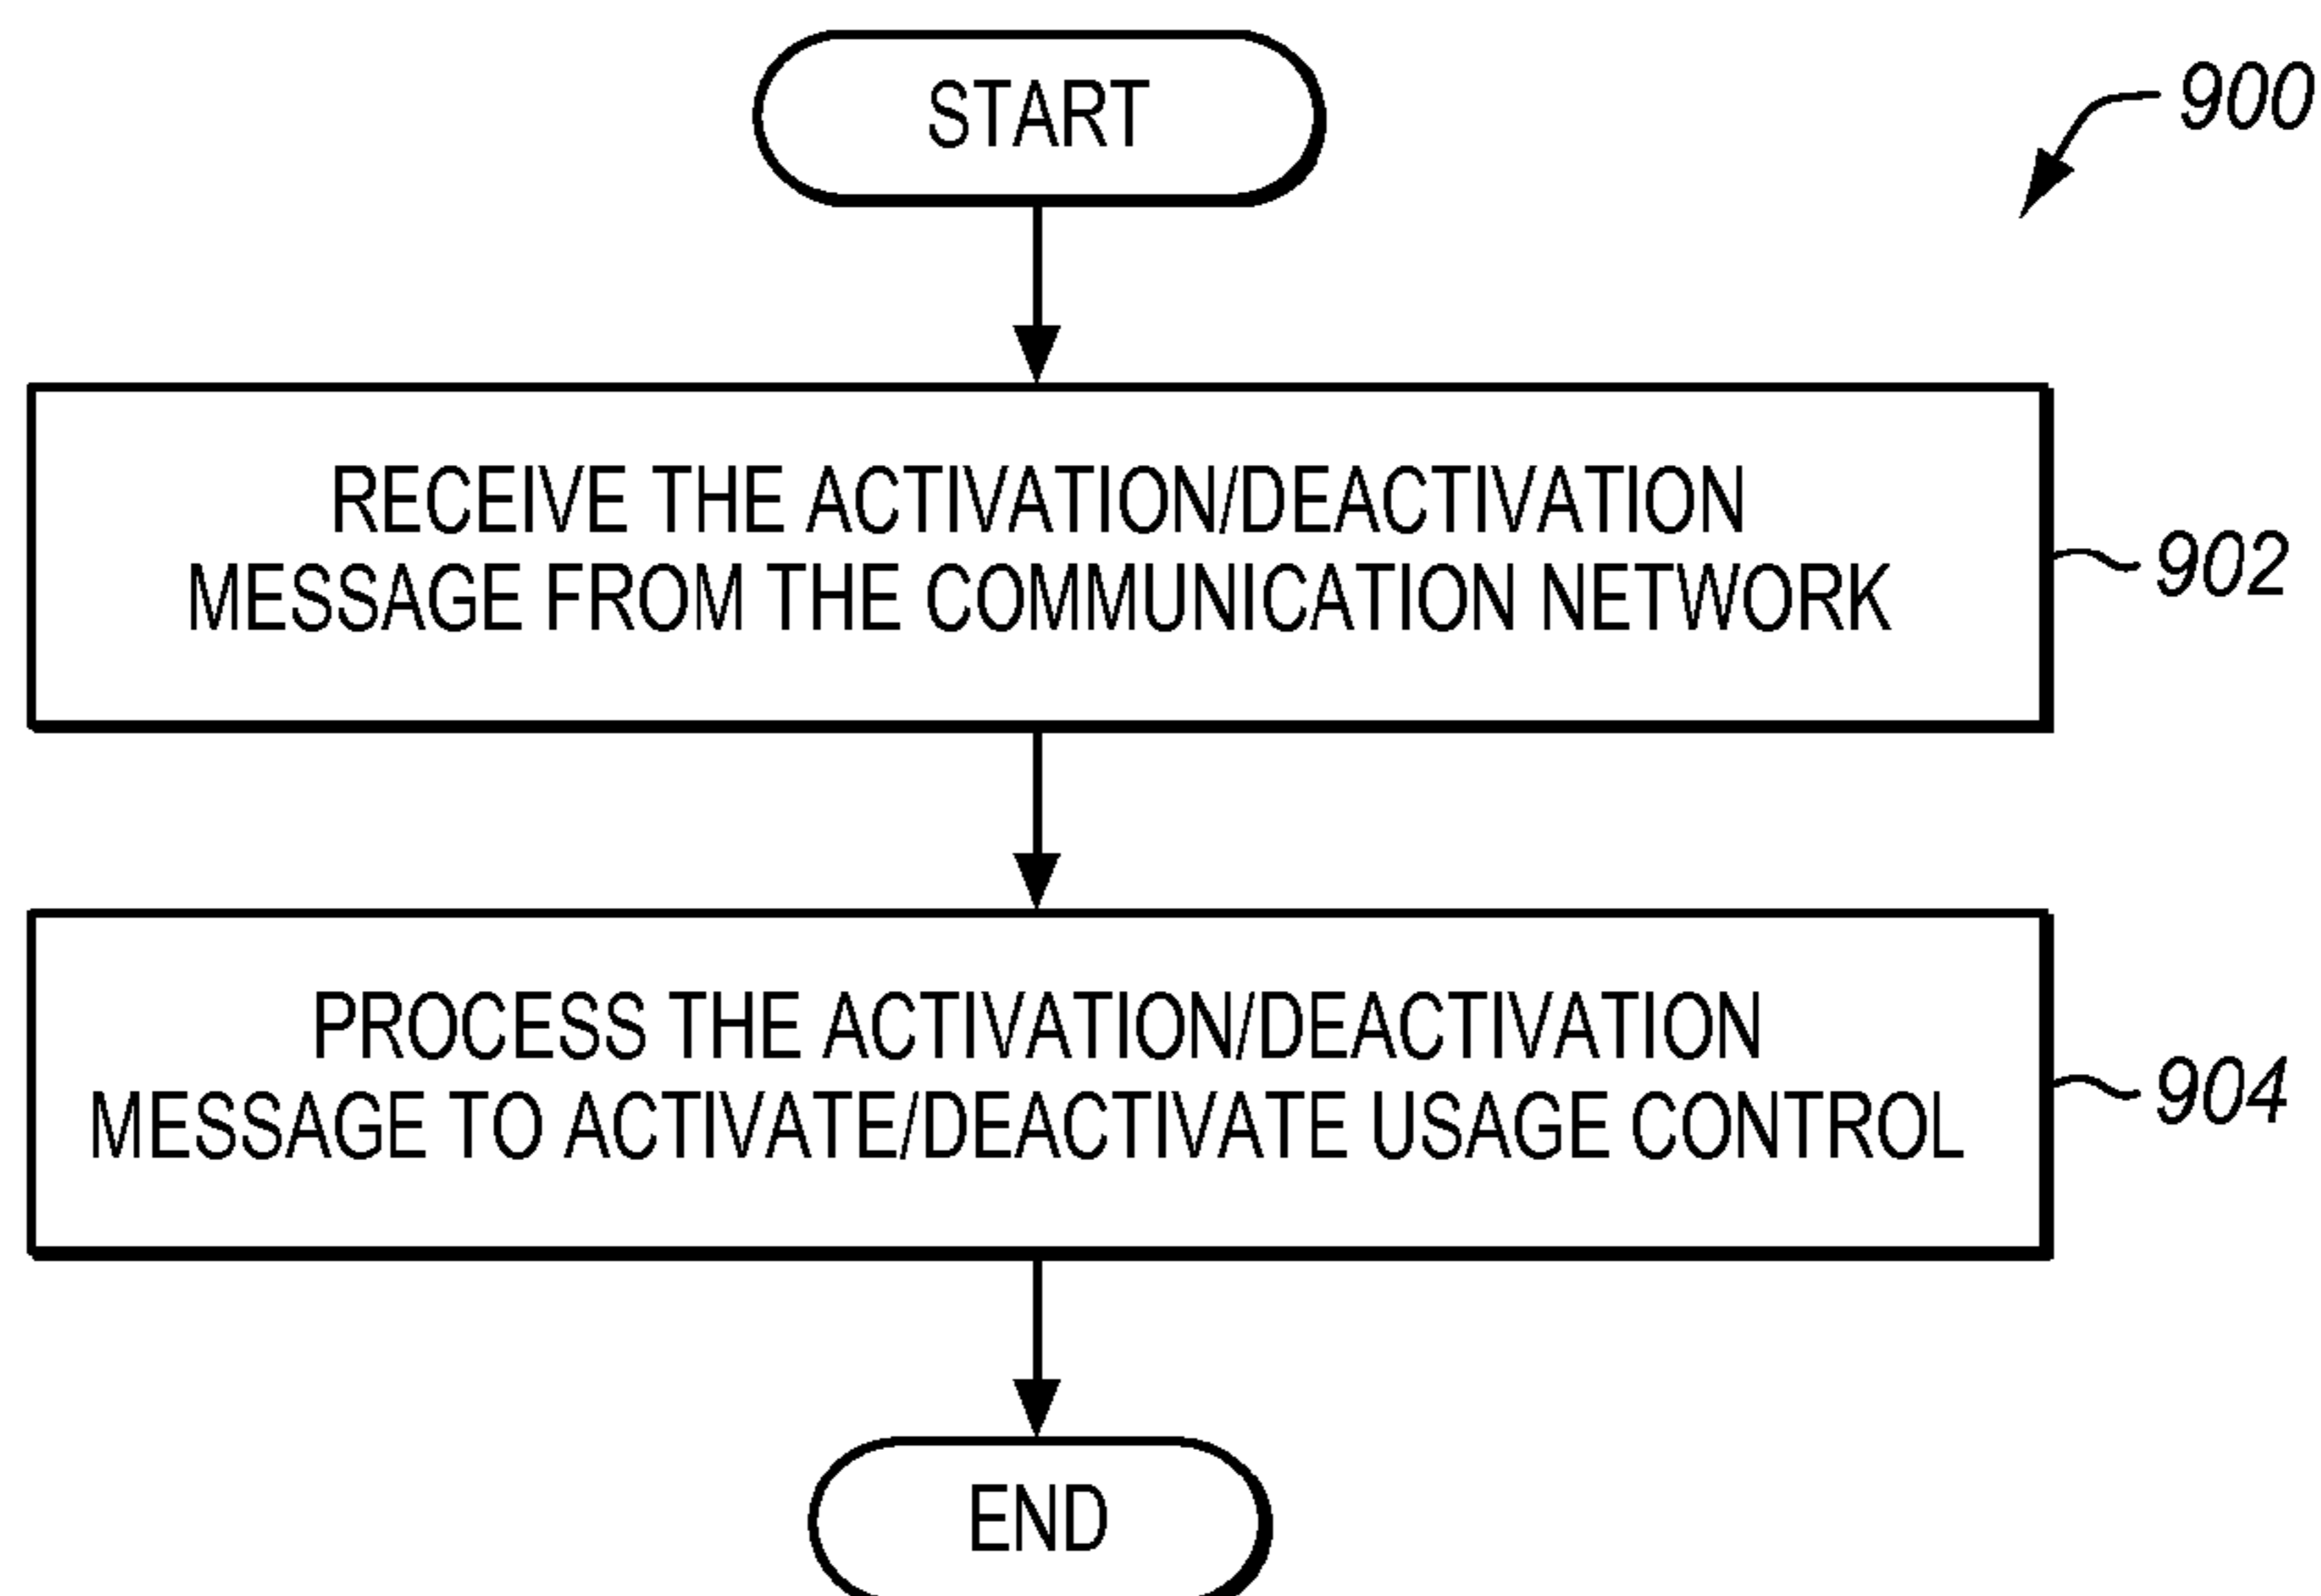 START
900
RECEIVE THE ACTIVATION/DEACTIVATION
MESSAGE FROM THE COMMUNICATION NETWORK
902
PROCESS THE ACTIVATION/DEACTIVATION
MESSAGE TO ACTIVATE/DEACTIVATE USAGE CONTROL
904
END